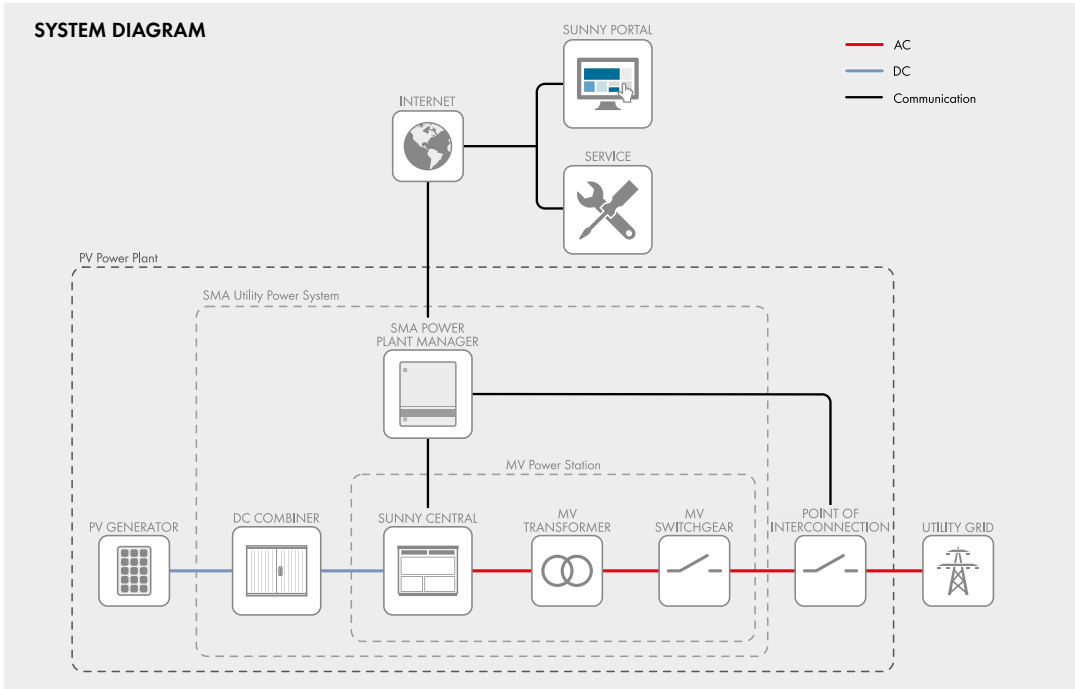 SYSTEM DIAGRAM
SUNNY PORTAL
AC
DC
Communication
INTERNET
SERVICE
PV Power Plant
SMA Utility Power System
SMA POWER
PLANT MANAGER
MV Power Station
PV GENERATOR
DC COMBINER
SUNNY CENTRAL
MV
TRANSFORMER
MV
SWITCHGEAR
POINT OF
INTERCONNECTION
UTILITY GRID